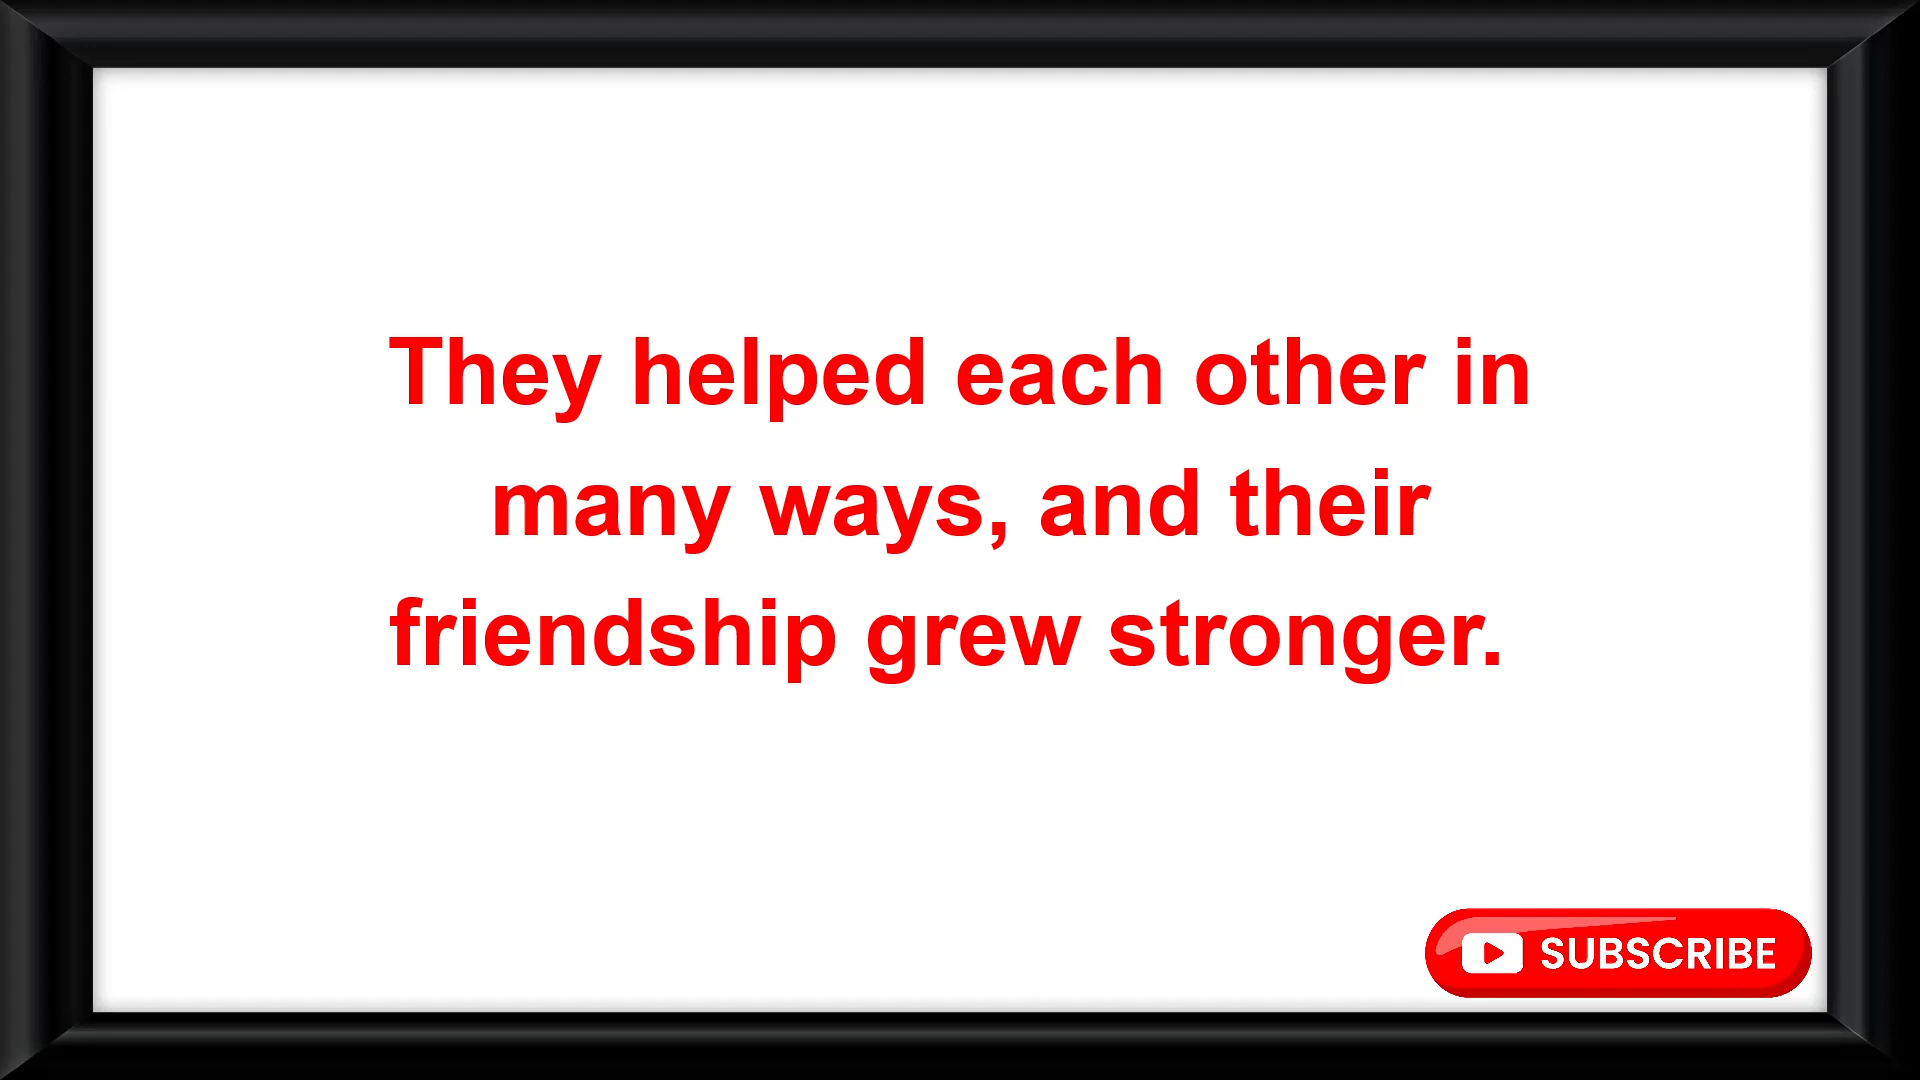 They helped each other in
many ways, and their
friendship grew stronger.
SUBSCRIBE